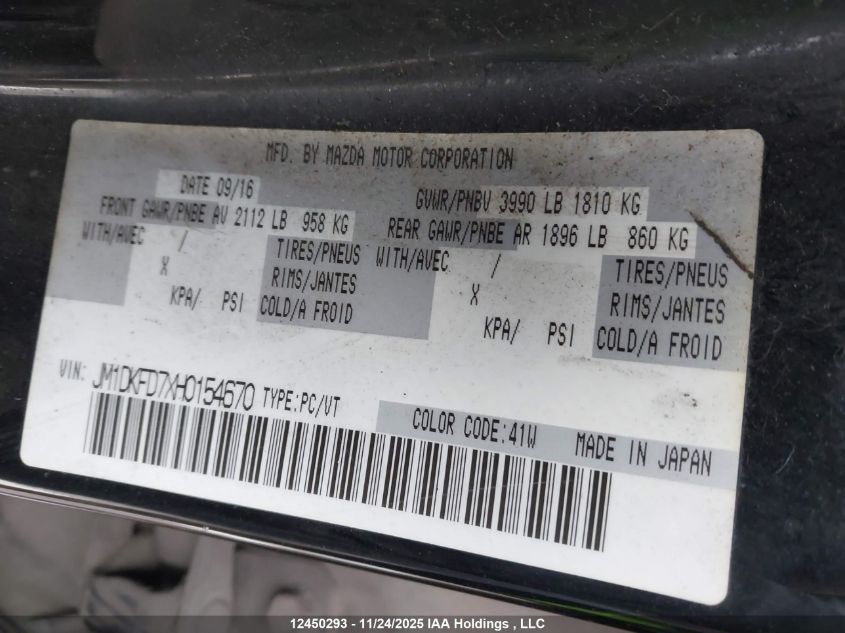 MFD. BY MAZDA MOTOR CORPORATION
DATE 09/16
GVWR/PNBV 3990 LB 1810 KG
FRONT GAWR/PNBE AV 2112 LB 958 KG
REAR GAWR/PNBE AR 1896 LB 860 KG
WITH/AVEC / TIRES/PNEUS
X RIMS/JANTES
KPA/ PSI COLD/A FROID
WITH/AVEC / TIRES/PNEUS
X RIMS/JANTES
KPA/ PSI COLD/A FROID
VIN: JM1DKFD7XH0154670 TYPE:PC/VT
COLOR CODE:41W MADE IN JAPAN
12450293 - 11/24/2025 IAA Holdings , LLC